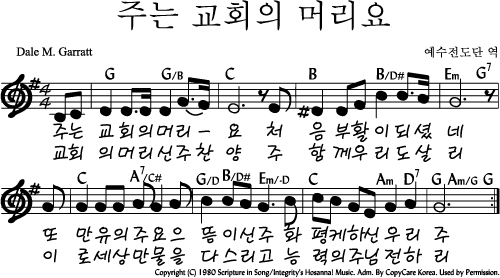 주는 교회의 머리요
Dale M. Garratt 예수전도단 역
G G/B C B B/D# Em G7
주는 교회의머리-요 처 음부활이되셨네
교회 의머리신주찬 양 주 함께우리도살 리
C A7/C# G/D B/D# Em/-D C Am D7 G Am/G G
또 만유의주요으 뜸이신주 화 평케하신우리 주
이 로세상만물을 다스리고 능 력의주님전하 리
Copyright (C) 1980 Scripture in Song/Integrity's Hosanna! Music. Adm. By CopyCare Korea. Used by Permission.